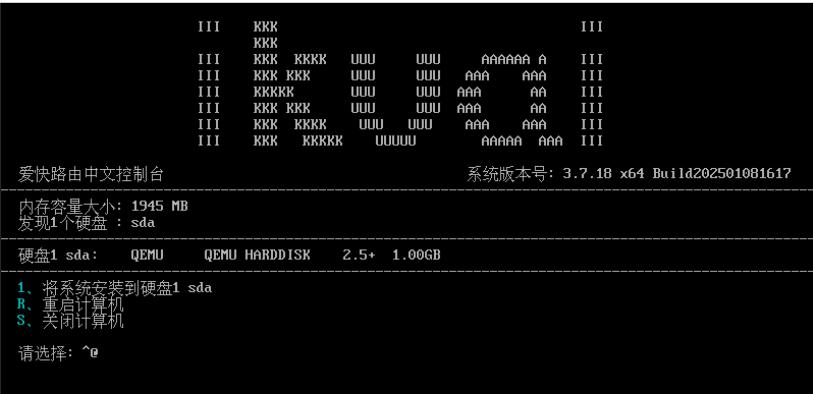 III    KKK                                     III
       KKK
III    KKK  KKKK   UUU     UUU     AAAAAA A    III
III    KKK KKK     UUU     UUU   AAA    AAA    III
III    KKKKK       UUU     UUU  AAA      AA    III
III    KKK KKK     UUU     UUU  AAA      AA    III
III    KKK  KKKK    UUU   UUU    AAA    AAA    III
III    KKK   KKKKK    UUUUU        AAAAA  AAA  III
爱快路由中文控制台 系统版本号: 3.7.18 x64 Build202501081617
内存容量大小: 1945 MB
发现1个硬盘 : sda
硬盘1 sda: QEMU QEMU HARDDISK 2.5+ 1.00GB
1、将系统安装到硬盘1 sda
R、重启计算机
S、关闭计算机
请选择: ^@